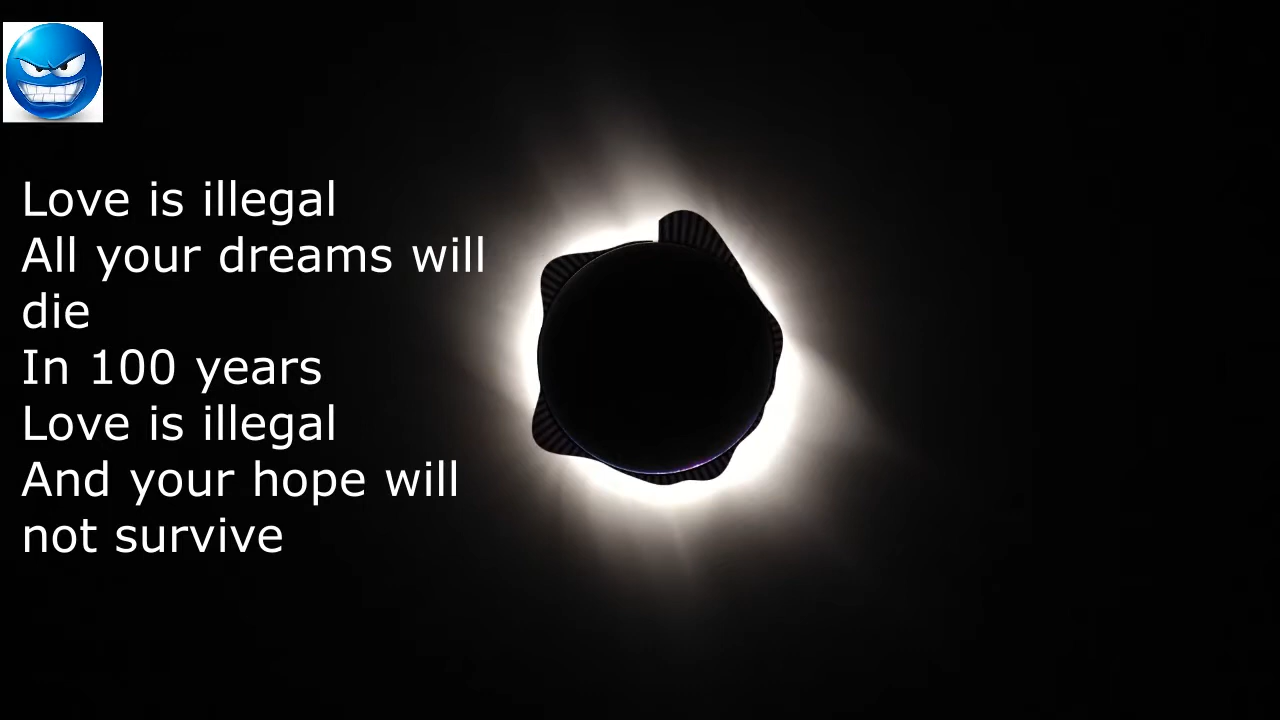 Love is illegal
All your dreams will
die
In 100 years
Love is illegal
And your hope will
not survive